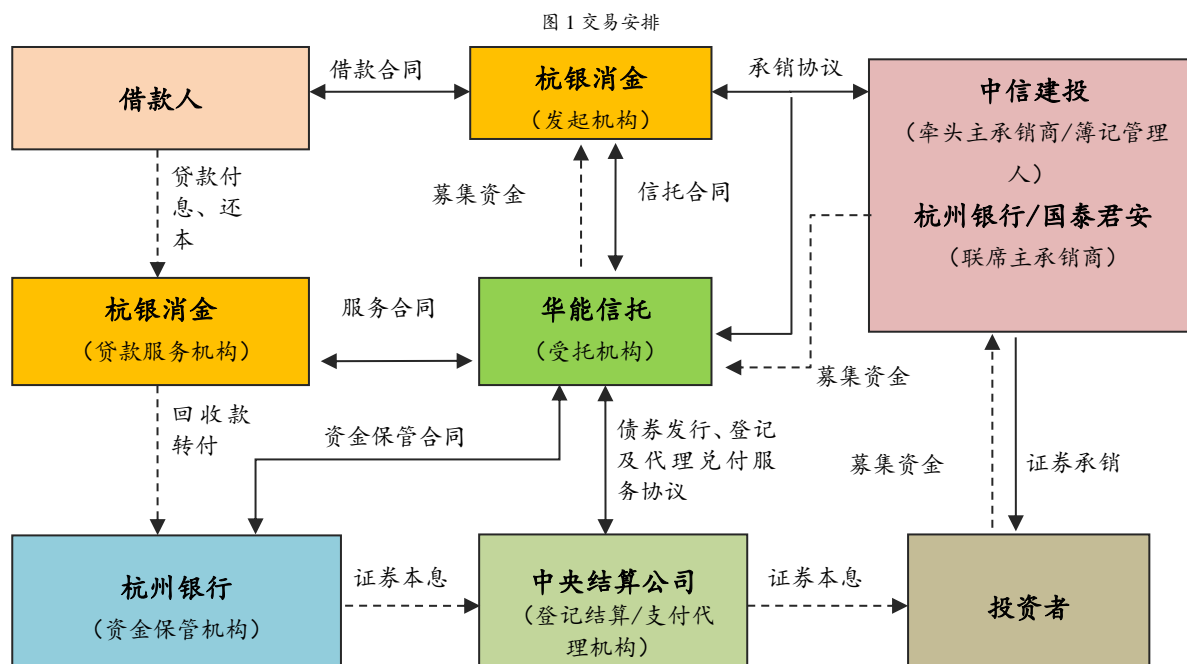 图 1 交易安排
借款人
借款合同
杭银消金
（发起机构）
承销协议
中信建投
（牵头主承销商/簿记管理
人）
杭州银行/国泰君安
（联席主承销商）
贷款付
息、还
本
募集资金
信托合同
杭银消金
（贷款服务机构）
服务合同
华能信托
（受托机构）
募集资金
回收款
转付
资金保管合同
债券发行、登记
及代理兑付服
务协议
募集资金
证券承销
杭州银行
（资金保管机构）
证券本息
中央结算公司
（登记结算/支付代
理机构）
证券本息
投资者